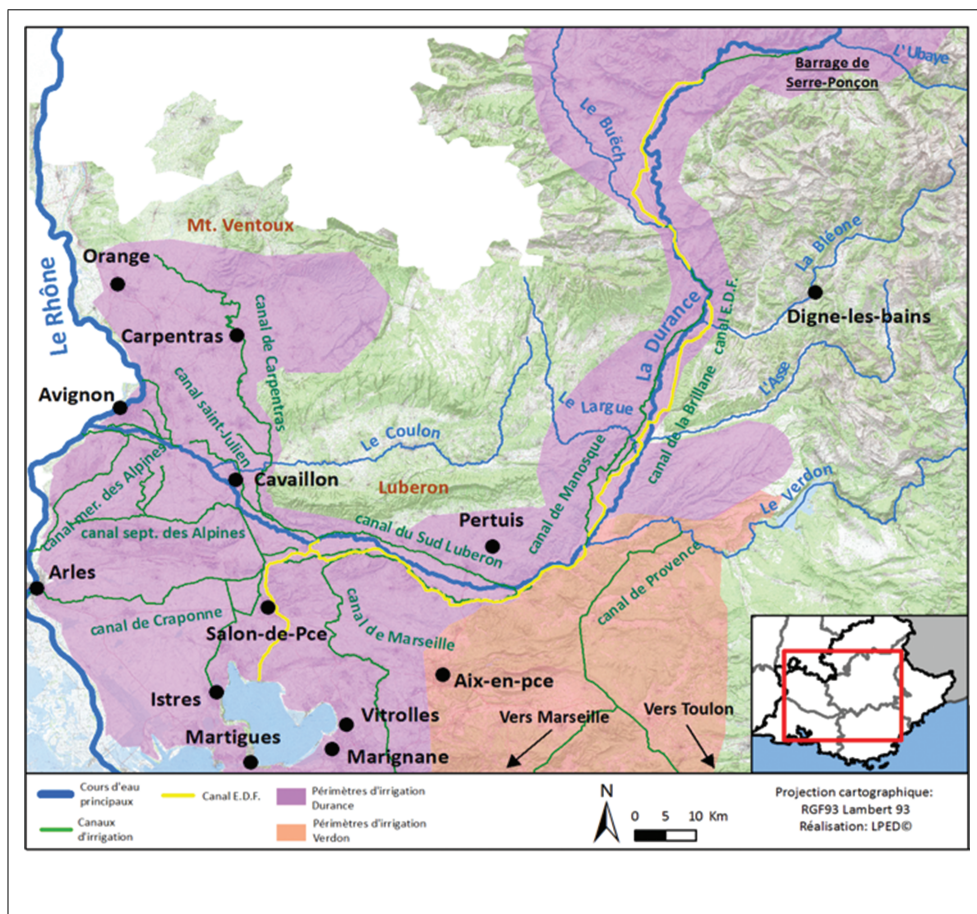 L'Ubaye
Barrage de
Serre-Ponçon
Le Buëch
Mt. Ventoux
La Bléone
Orange
Le Rhône
canal de Carpentras
La Durance
canal E.D.F.
Digne-les-bains
Carpentras
canal saint-Julien
L'Asse
Avignon
Le Largue
canal de la Brillane
Le Coulon
canal mer. des Alpines
Cavaillon
Luberon
canal de Manosque
Le Verdon
canal sept. des Alpines
canal du Sud Luberon
Pertuis
Arles
canal de Provence
canal de Craponne
Salon-de-Pce
canal de Marseille
Aix-en-pce
Istres
Vers Marseille
Vers Toulon
Vitrolles
Martigues
Marignane
Cours d'eau
principaux
Canal E.D.F.
Périmètres d'irrigation
Durance
Canaux
d'irrigation
Périmètres d'irrigation
Verdon
N
0 5 10 Km
Projection cartographique:
RGF93 Lambert 93
Réalisation: LPED©